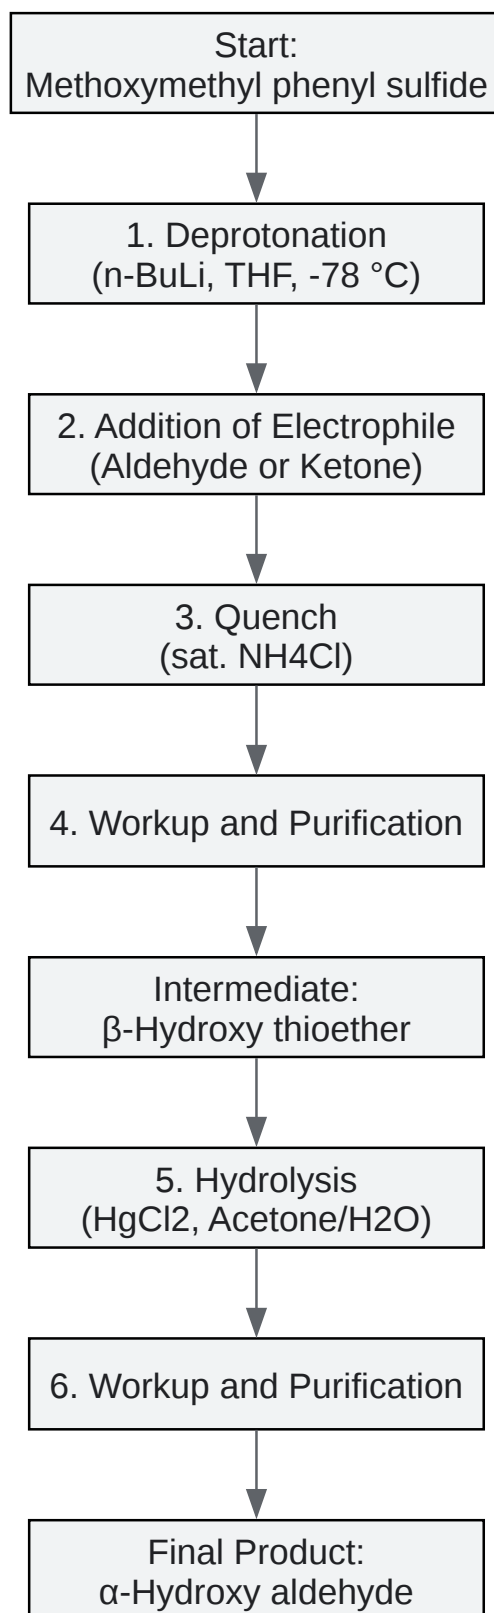 Start:
Methoxymethyl phenyl sulfide
1. Deprotonation
(n-BuLi, THF, -78 °C)
2. Addition of Electrophile
(Aldehyde or Ketone)
3. Quench
(sat. NH4Cl)
4. Workup and Purification
Intermediate:
β-Hydroxy thioether
5. Hydrolysis
(HgCl2, Acetone/H2O)
6. Workup and Purification
Final Product:
α-Hydroxy aldehyde